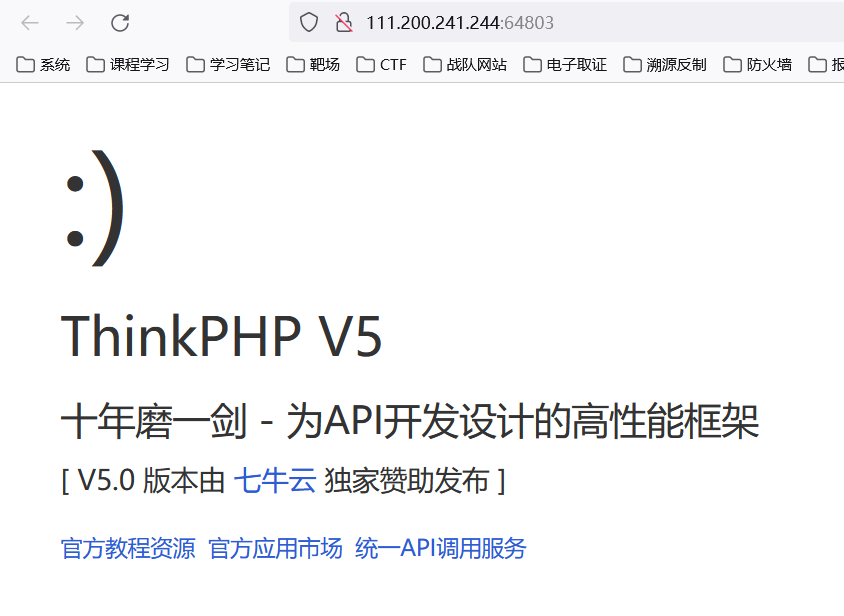 111.200.241.244:64803
系统 课程学习 学习笔记 靶场 CTF 战队网站 电子取证 溯源反制 防火墙
:)
ThinkPHP V5
十年磨一剑 - 为API开发设计的高性能框架
[ V5.0 版本由 七牛云 独家赞助发布 ]
官方教程资源 官方应用市场 统一API调用服务